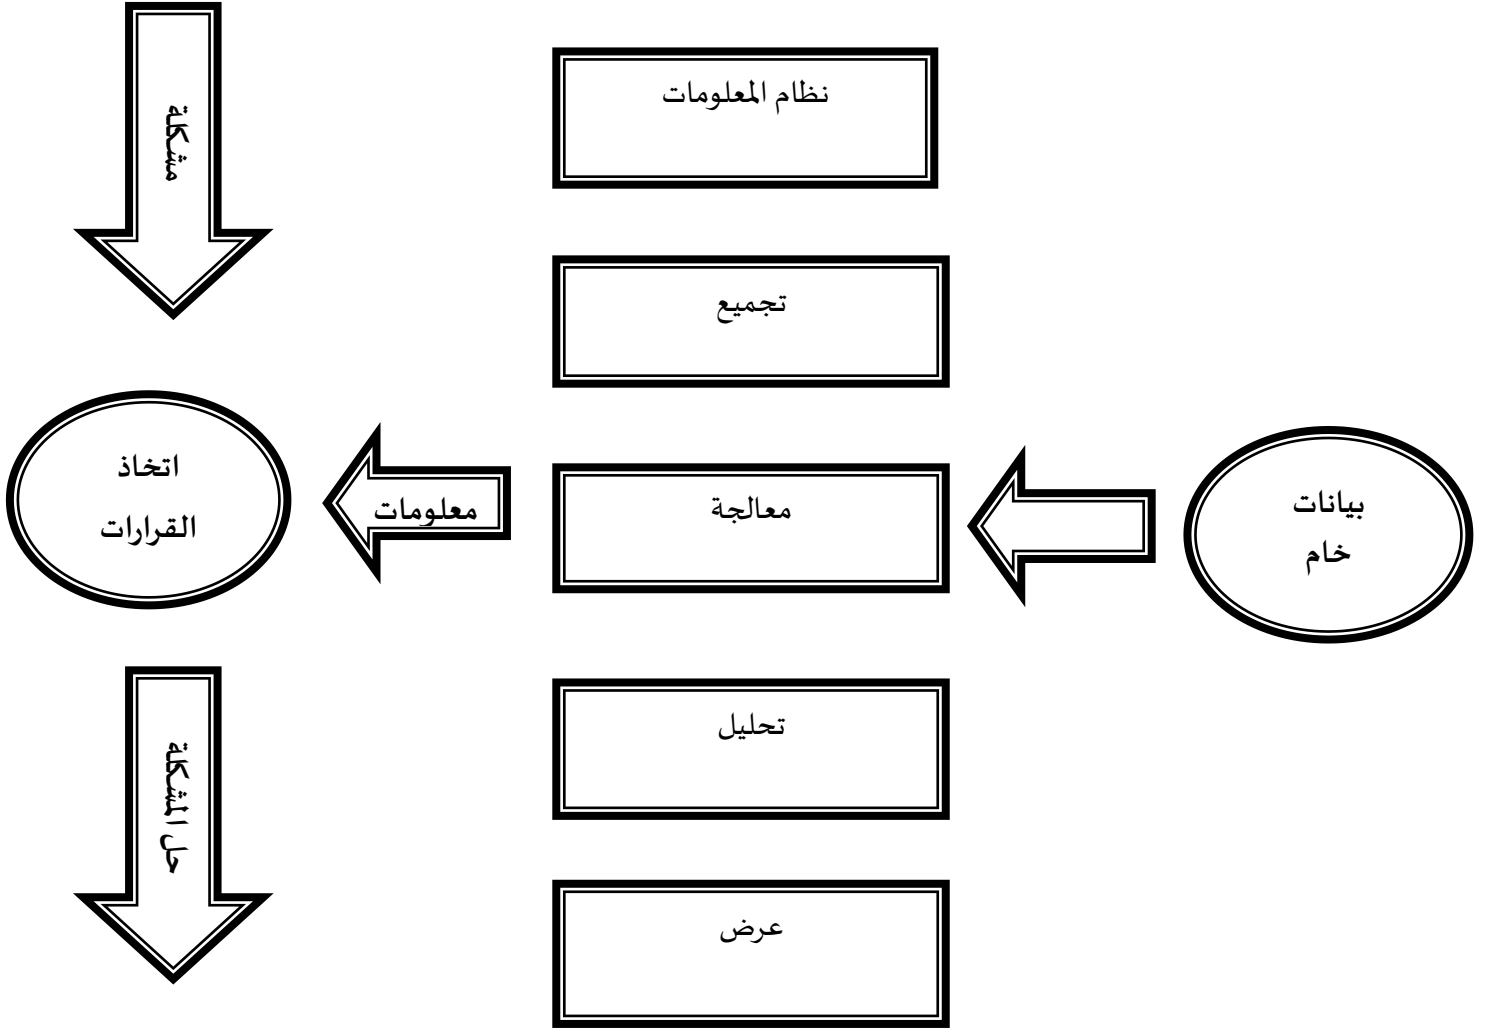 نظام المعلومات
تجميع
معالجة
تحليل
عرض
بيانات
خام
معلومات
مشكلة
اتخاذ
القرارات
حل المشكلة